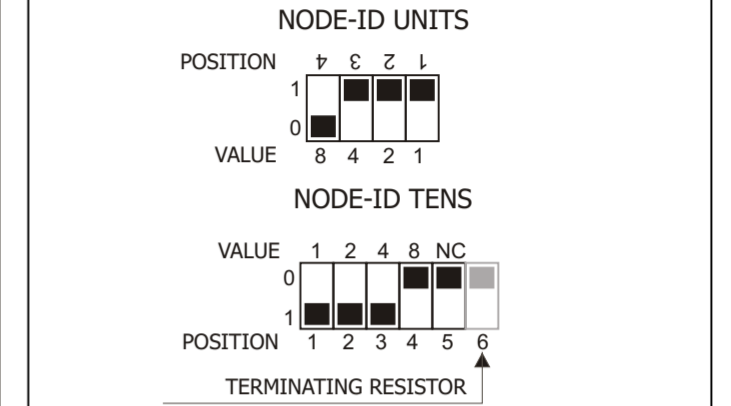 NODE-ID UNITS
POSITION 4 3 2 1
1
0
VALUE 8 4 2 1
NODE-ID TENS
VALUE 1 2 4 8 NC
0
1
POSITION 1 2 3 4 5 6
TERMINATING RESISTOR